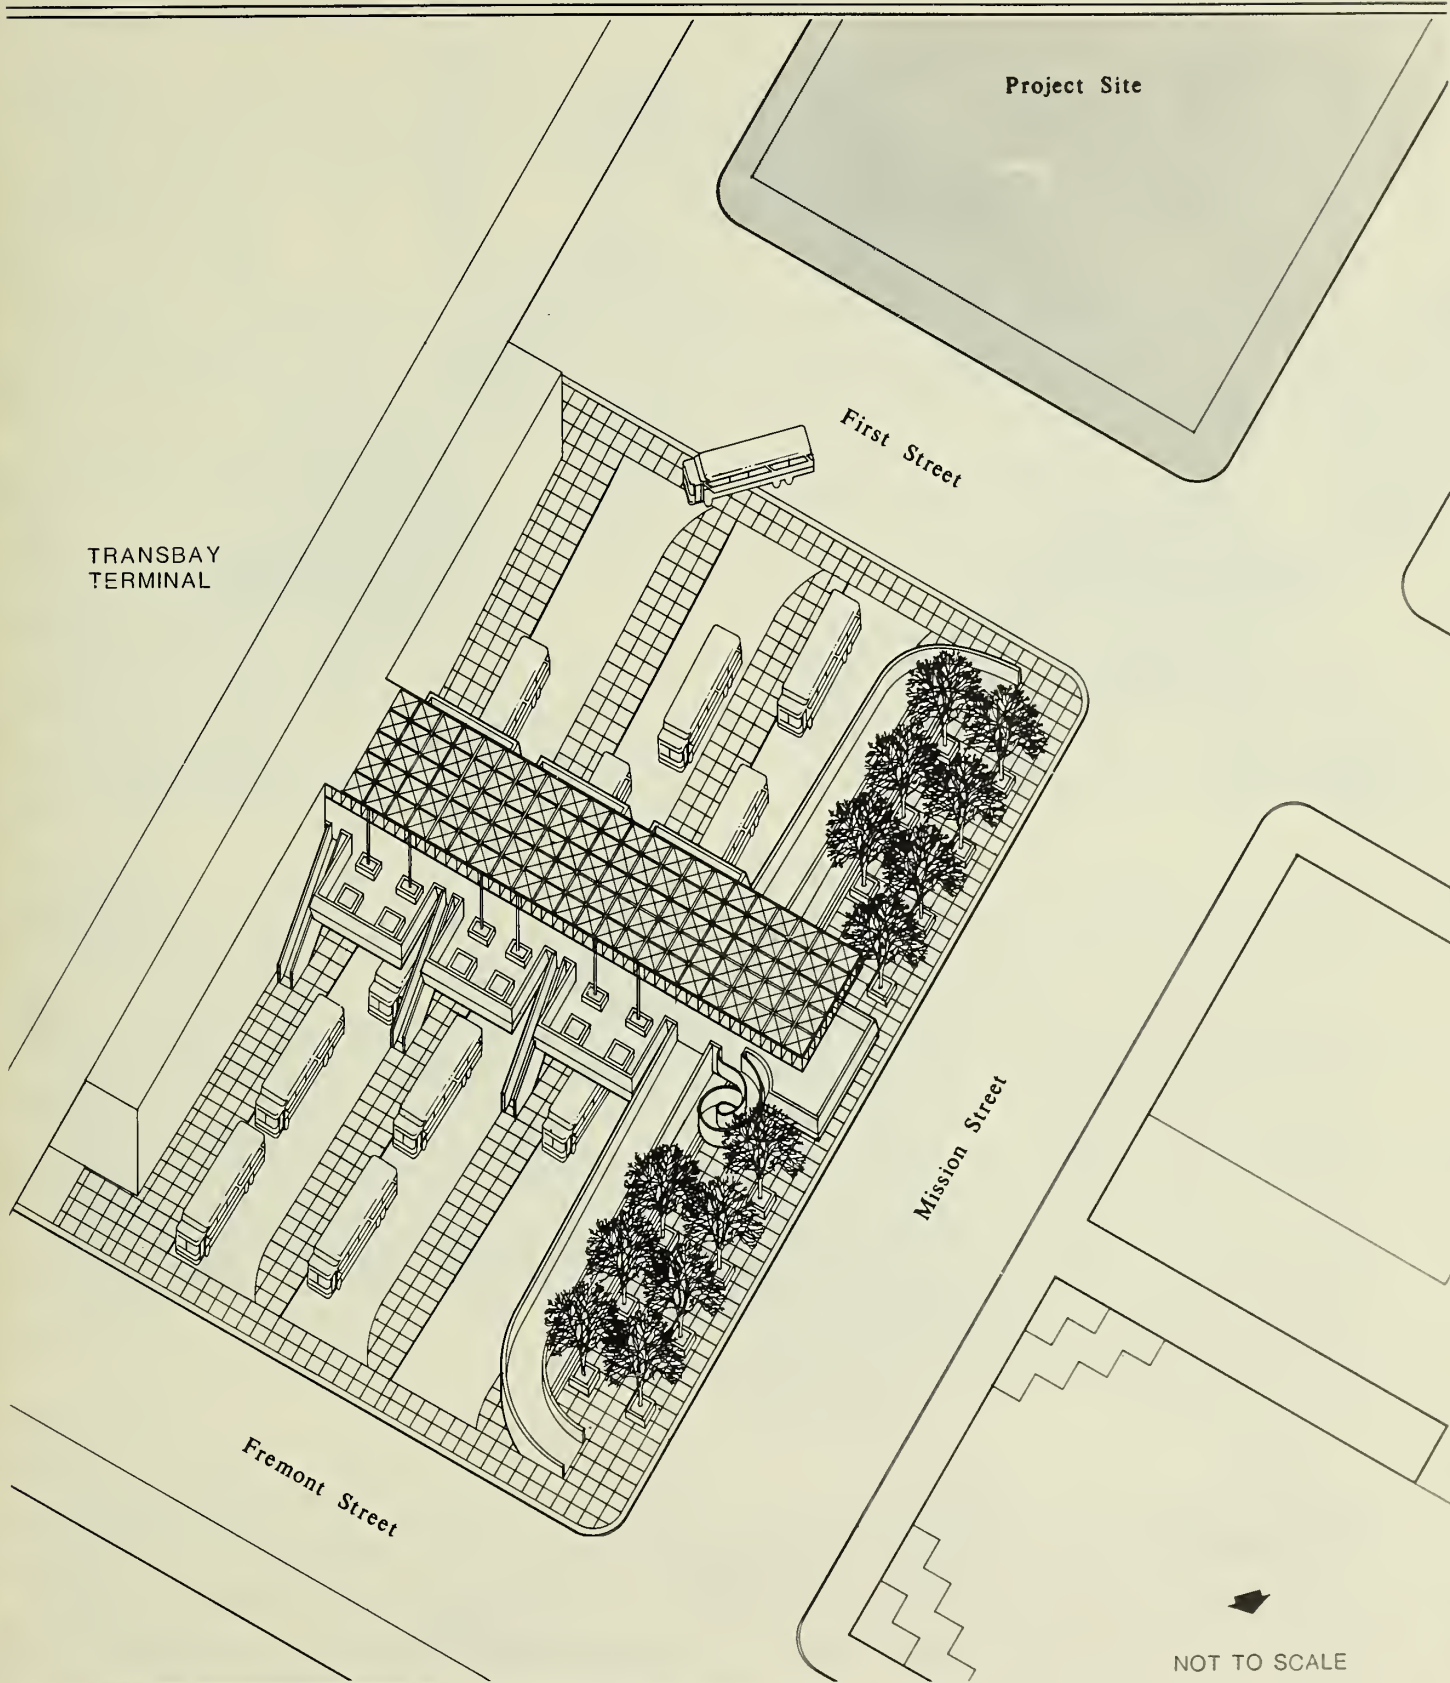 Project Site
First Street
TRANSBAY
TERMINAL
Mission Street
Fremont Street
NOT TO SCALE